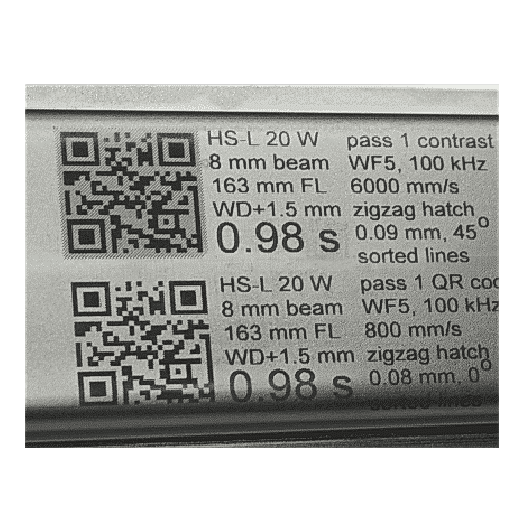 HS-L 20 W
8 mm beam
163 mm FL
WD+1.5 mm
0.98 s
pass 1 contrast
WF5, 100 kHz
6000 mm/s
zigzag hatch
0.09 mm, 45°
sorted lines
HS-L 20 W
8 mm beam
163 mm FL
WD+1.5 mm
0.98 s
pass 1 QR
WF5, 100 kHz
800 mm/s
zigzag hatch
0.08 mm, 0°